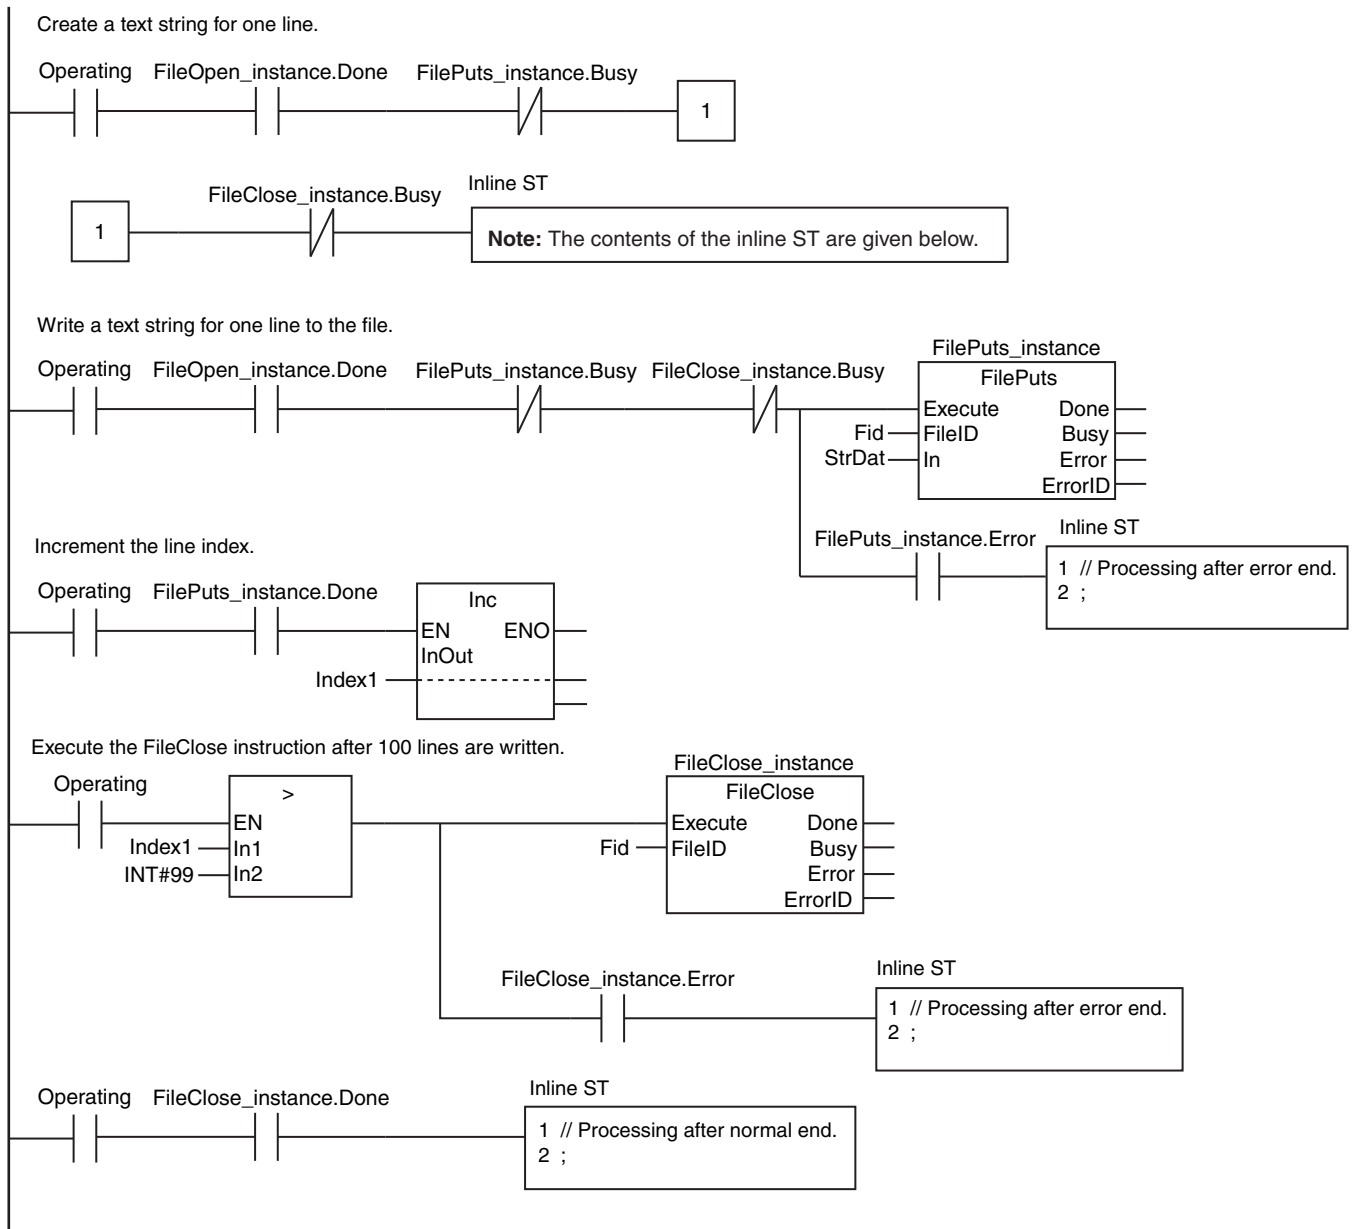 Create a text string for one line.
Operating FileOpen_instance.Done FilePuts_instance.Busy
1
FileClose_instance.Busy Inline ST
1 Note: The contents of the inline ST are given below.
Write a text string for one line to the file.
FilePuts_instance
Operating FileOpen_instance.Done FilePuts_instance.Busy FileClose_instance.Busy FilePuts
Execute Done
Fid FileID Busy
StrDat In Error
ErrorID
Inline ST
FilePuts_instance.Error
1 // Processing after error end.
2 ;
Increment the line index.
Operating FilePuts_instance.Done Inc
EN ENO
InOut
Index1
Execute the FileClose instruction after 100 lines are written.
FileClose_instance
Operating > FileClose
EN Execute Done
Index1 In1 Fid FileID Busy
INT#99 In2 Error
ErrorID
Inline ST
FileClose_instance.Error
1 // Processing after error end.
2 ;
Inline ST
Operating FileClose_instance.Done
1 // Processing after normal end.
2 ;